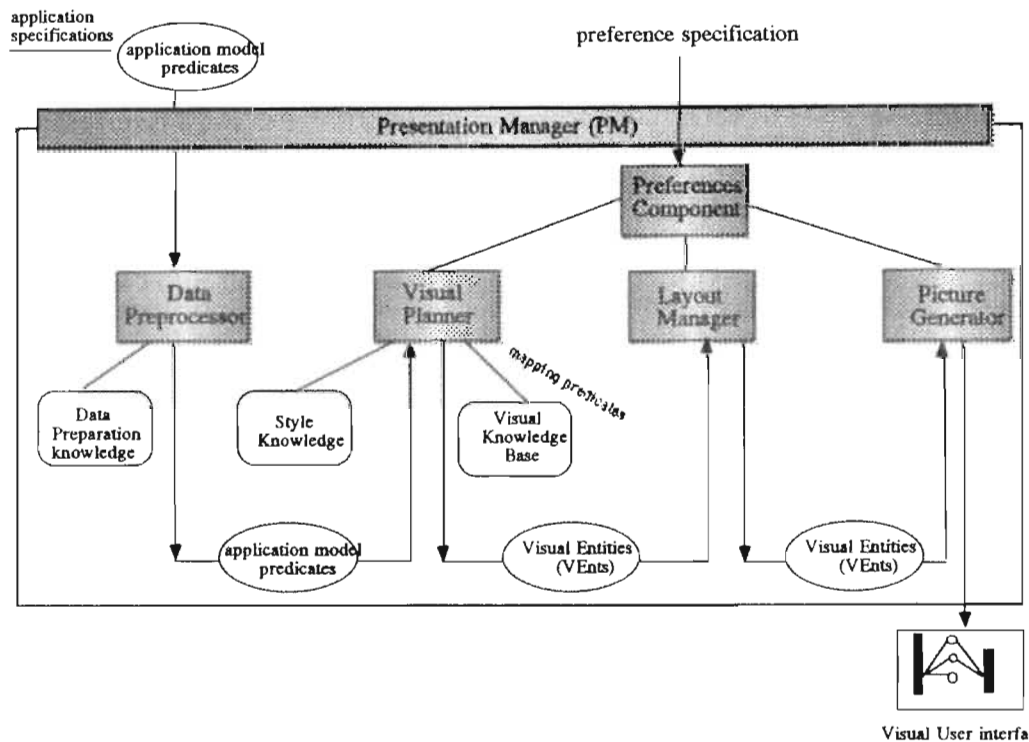 application
specifications
application model
predicates
preference specification
Presentation Manager (PM)
Preferences
Component
Data
Preprocessor
Visual
Planner
Layout
Manager
Picture
Generator
mapping predicates
Data
Preparation
knowledge
Style
Knowledge
Visual
Knowledge
Base
application model
predicates
Visual Entities
(VEnts)
Visual Entities
(VEnts)
Visual User interfa